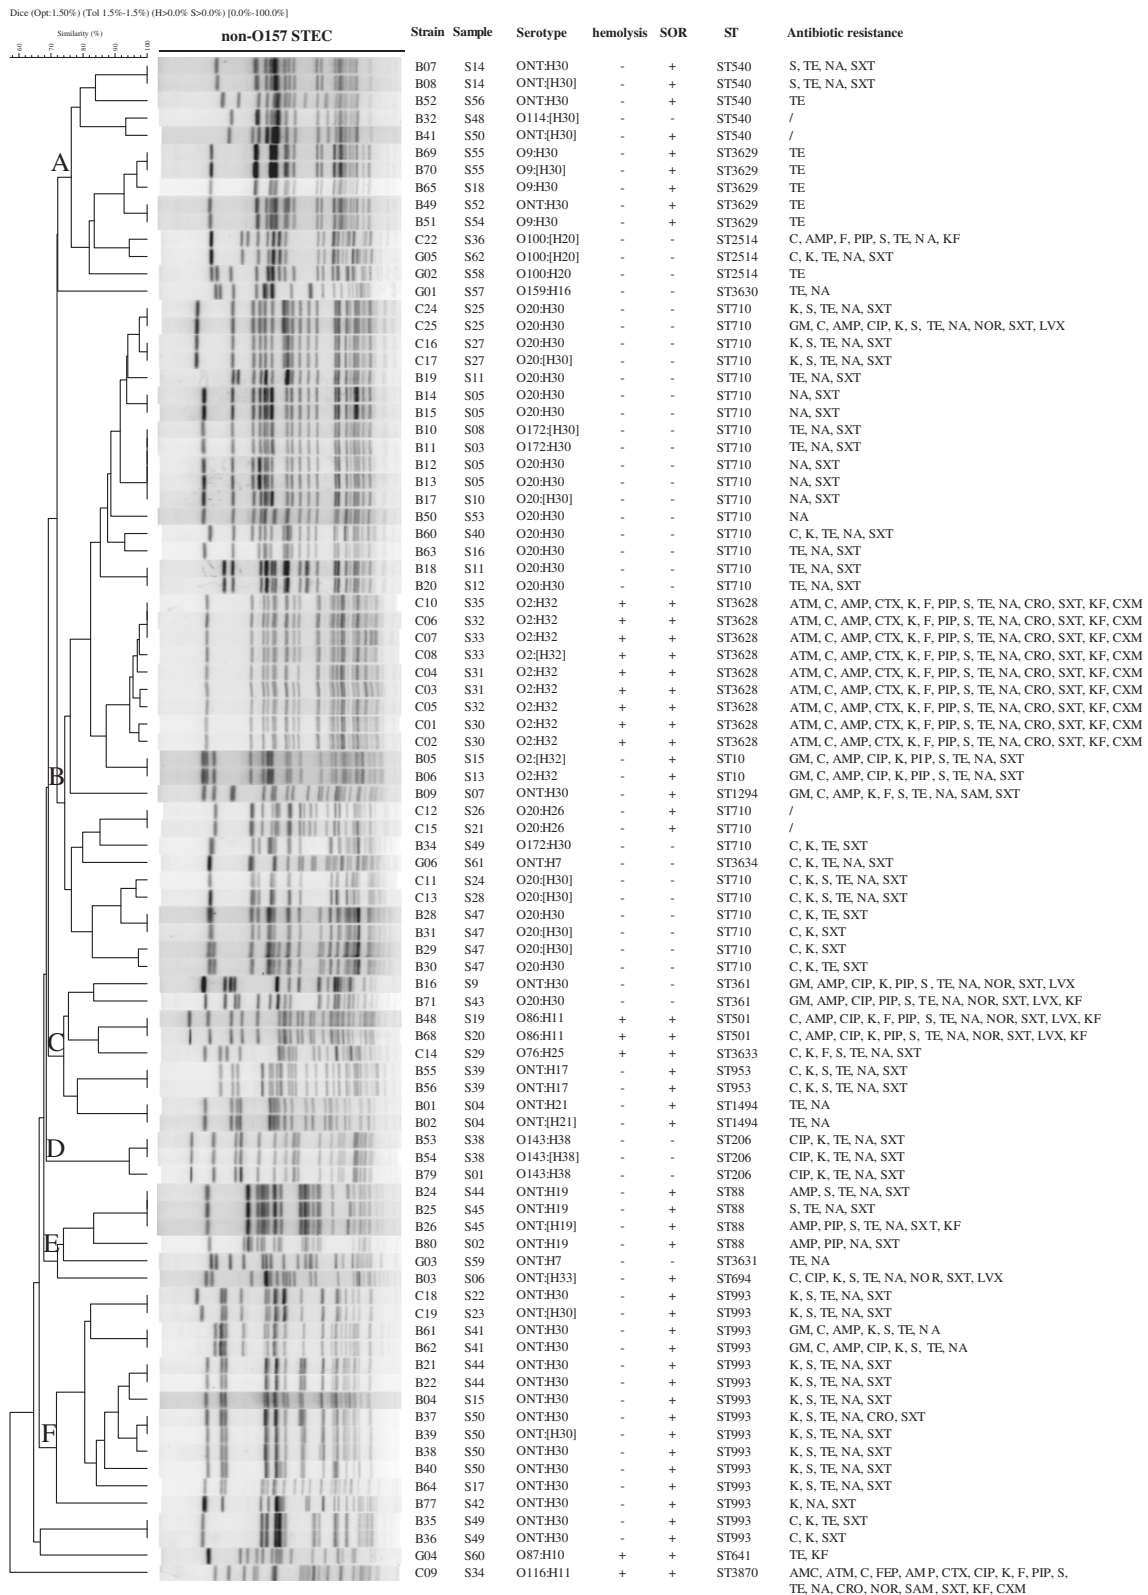 Dice (Opt:1.50%) (Tol 1.5%-1.5%) (H>0.0% S>0.0%) [0.0%-100.0%]
Similarity (%)
60 70 80 90 100
non-O157 STEC
Strain Sample Serotype hemolysis SOR ST Antibiotic resistance
B07 S14 ONT:H30 - + ST540 S, TE, NA, SXT
B08 S14 ONT:[H30] - + ST540 S, TE, NA, SXT
B52 S56 ONT:H30 - + ST540 TE
B32 S48 O114:[H30] - - ST540 /
B41 S50 ONT:[H30] - + ST540 /
B69 S55 O9:H30 - + ST3629 TE
A
B70 S55 O9:[H30] - + ST3629 TE
B65 S18 O9:H30 - + ST3629 TE
B49 S52 ONT:H30 - + ST3629 TE
B51 S54 O9:H30 - + ST3629 TE
C22 S36 O100:[H20] - - ST2514 C, AMP, F, PIP, S, TE, NA, KF
G05 S62 O100:[H20] - - ST2514 C, K, TE, NA, SXT
G02 S58 O100:H20 - - ST2514 TE
G01 S57 O159:H16 - - ST3630 TE, NA
C24 S25 O20:H30 - - ST710 K, S, TE, NA, SXT
C25 S25 O20:H30 - - ST710 GM, C, AMP, CIP, K, S, TE, NA, NOR, SXT, LVX
C16 S27 O20:H30 - - ST710 K, S, TE, NA, SXT
C17 S27 O20:[H30] - - ST710 K, S, TE, NA, SXT
B19 S11 O20:H30 - - ST710 TE, NA, SXT
B14 S05 O20:H30 - - ST710 NA, SXT
B15 S05 O20:H30 - - ST710 NA, SXT
B10 S08 O172:[H30] - - ST710 TE, NA, SXT
B11 S03 O172:H30 - - ST710 TE, NA, SXT
B12 S05 O20:H30 - - ST710 NA, SXT
B13 S05 O20:H30 - - ST710 NA, SXT
B17 S10 O20:[H30] - - ST710 NA, SXT
B50 S53 O20:H30 - - ST710 NA
B60 S40 O20:H30 - - ST710 C, K, TE, NA, SXT
B63 S16 O20:H30 - - ST710 TE, NA, SXT
B18 S11 O20:H30 - - ST710 TE, NA, SXT
B20 S12 O20:H30 - - ST710 TE, NA, SXT
C10 S35 O2:H32 + + ST3628 ATM, C, AMP, CTX, K, F, PIP, S, TE, NA, CRO, SXT, KF, CXM
C06 S32 O2:H32 + + ST3628 ATM, C, AMP, CTX, K, F, PIP, S, TE, NA, CRO, SXT, KF, CXM
C07 S33 O2:H32 + + ST3628 ATM, C, AMP, CTX, K, F, PIP, S, TE, NA, CRO, SXT, KF, CXM
C08 S33 O2:[H32] + + ST3628 ATM, C, AMP, CTX, K, F, PIP, S, TE, NA, CRO, SXT, KF, CXM
C04 S31 O2:H32 + + ST3628 ATM, C, AMP, CTX, K, F, PIP, S, TE, NA, CRO, SXT, KF, CXM
C03 S31 O2:H32 + + ST3628 ATM, C, AMP, CTX, K, F, PIP, S, TE, NA, CRO, SXT, KF, CXM
C05 S32 O2:H32 + + ST3628 ATM, C, AMP, CTX, K, F, PIP, S, TE, NA, CRO, SXT, KF, CXM
C01 S30 O2:H32 + + ST3628 ATM, C, AMP, CTX, K, F, PIP, S, TE, NA, CRO, SXT, KF, CXM
C02 S30 O2:H32 + + ST3628 ATM, C, AMP, CTX, K, F, PIP, S, TE, NA, CRO, SXT, KF, CXM
B05 S15 O2:[H32] - + ST10 GM, C, AMP, CIP, K, PIP, S, TE, NA, SXT
B
B06 S13 O2:H32 - + ST10 GM, C, AMP, CIP, K, PIP, S, TE, NA, SXT
B09 S07 ONT:H30 - + ST1294 GM, C, AMP, K, F, S, TE, NA, SAM, SXT
C12 S26 O20:H26 - + ST710 /
C15 S21 O20:H26 - + ST710 /
B34 S49 O172:H30 - - ST710 C, K, TE, SXT
G06 S61 ONT:H7 - - ST3634 C, K, TE, NA, SXT
C11 S24 O20:[H30] - - ST710 C, K, S, TE, NA, SXT
C13 S28 O20:[H30] - - ST710 C, K, S, TE, NA, SXT
B28 S47 O20:H30 - - ST710 C, K, TE, SXT
B31 S47 O20:[H30] - - ST710 C, K, SXT
B29 S47 O20:[H30] - - ST710 C, K, SXT
B30 S47 O20:H30 - - ST710 C, K, TE, SXT
B16 S9 ONT:H30 - - ST361 GM, AMP, CIP, K, PIP, S, TE, NA, NOR, SXT, LVX
B71 S43 O20:H30 - - ST361 GM, AMP, CIP, PIP, S, TE, NA, NOR, SXT, LVX, KF
B48 S19 O86:H11 + + ST501 C, AMP, CIP, K, F, PIP, S, TE, NA, NOR, SXT, LVX, KF
B68 S20 O86:H11 + + ST501 C, AMP, CIP, K, PIP, S, TE, NA, NOR, SXT, LVX, KF
C
C14 S29 O76:H25 + + ST3633 C, K, F, S, TE, NA, SXT
B55 S39 ONT:H17 - + ST953 C, K, S, TE, NA, SXT
B56 S39 ONT:H17 - + ST953 C, K, S, TE, NA, SXT
B01 S04 ONT:H21 - + ST1494 TE, NA
B02 S04 ONT:[H21] - + ST1494 TE, NA
B53 S38 O143:H38 - - ST206 CIP, K, TE, NA, SXT
D
B54 S38 O143:[H38] - - ST206 CIP, K, TE, NA, SXT
B79 S01 O143:H38 - - ST206 CIP, K, TE, NA, SXT
B24 S44 ONT:H19 - + ST88 AMP, S, TE, NA, SXT
B25 S45 ONT:H19 - + ST88 S, TE, NA, SXT
B26 S45 ONT:[H19] - + ST88 AMP, PIP, S, TE, NA, SXT, KF
E
B80 S02 ONT:H19 - + ST88 AMP, PIP, NA, SXT
G03 S59 ONT:H7 - - ST3631 TE, NA
B03 S06 ONT:[H33] - + ST694 C, CIP, K, S, TE, NA, NOR, SXT, LVX
C18 S22 ONT:H30 - + ST993 K, S, TE, NA, SXT
C19 S23 ONT:[H30] - + ST993 K, S, TE, NA, SXT
B61 S41 ONT:H30 - + ST993 GM, C, AMP, K, S, TE, NA
B62 S41 ONT:H30 - + ST993 GM, C, AMP, CIP, K, S, TE, NA
B21 S44 ONT:H30 - + ST993 K, S, TE, NA, SXT
B22 S44 ONT:H30 - + ST993 K, S, TE, NA, SXT
B04 S15 ONT:H30 - + ST993 K, S, TE, NA, SXT
B37 S50 ONT:H30 - + ST993 K, S, TE, NA, CRO, SXT
F
B39 S50 ONT:[H30] - + ST993 K, S, TE, NA, SXT
B38 S50 ONT:H30 - + ST993 K, S, TE, NA, SXT
B40 S50 ONT:H30 - + ST993 K, S, TE, NA, SXT
B64 S17 ONT:H30 - + ST993 K, S, TE, NA, SXT
B77 S42 ONT:H30 - + ST993 K, NA, SXT
B35 S49 ONT:H30 - + ST993 C, K, TE, SXT
B36 S49 ONT:H30 - + ST993 C, K, SXT
G04 S60 O87:H10 + + ST641 TE, KF
C09 S34 O116:H11 + + ST3870 AMC, ATM, C, FEP, AMP, CTX, CIP, K, F, PIP, S,
TE, NA, CRO, NOR, SAM, SXT, KF, CXM